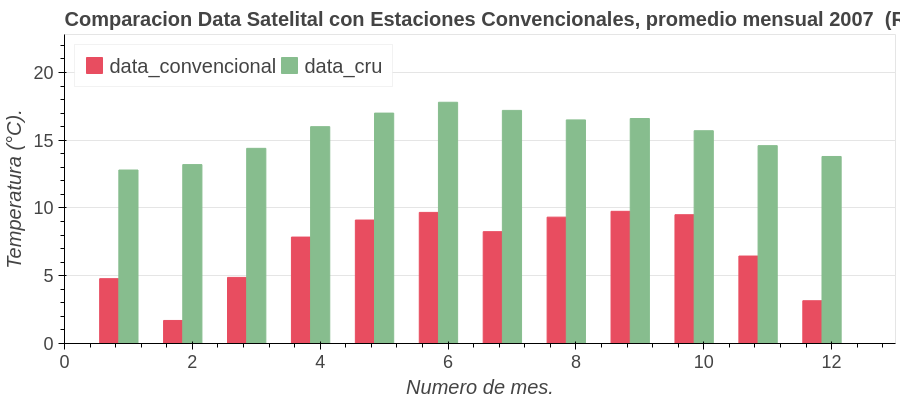 Comparacion Data Satelital con Estaciones Convencionales, promedio mensual 2007  (R
data_convencional data_cru
Temperatura (°C).
20
15
10
5
0
0 2 4 6 8 10 12
Numero de mes.